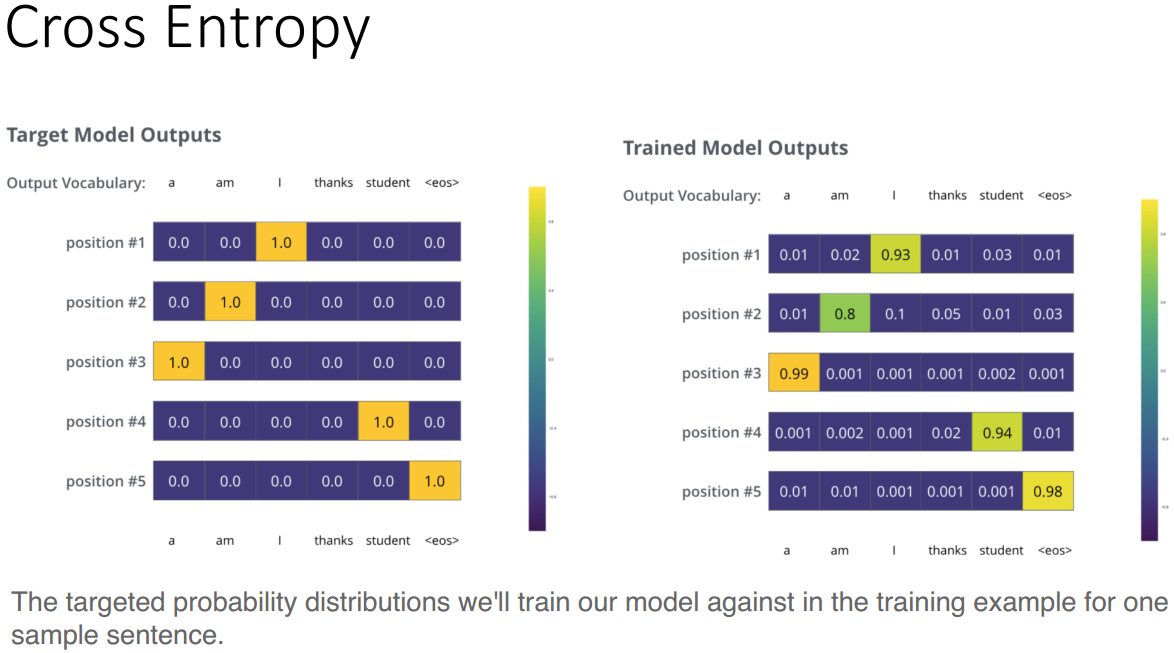 Cross Entropy
Target Model Outputs
Output Vocabulary: a am I thanks student <eos>
position #1 0.0 0.0 1.0 0.0 0.0 0.0
position #2 0.0 1.0 0.0 0.0 0.0 0.0
position #3 1.0 0.0 0.0 0.0 0.0 0.0
position #4 0.0 0.0 0.0 0.0 1.0 0.0
position #5 0.0 0.0 0.0 0.0 0.0 1.0
a am I thanks student <eos>
Trained Model Outputs
Output Vocabulary: a am I thanks student <eos>
position #1 0.01 0.02 0.93 0.01 0.03 0.01
position #2 0.01 0.8 0.1 0.05 0.01 0.03
position #3 0.99 0.001 0.001 0.001 0.002 0.001
position #4 0.001 0.002 0.001 0.02 0.94 0.01
position #5 0.01 0.01 0.001 0.001 0.001 0.98
a am I thanks student <eos>
The targeted probability distributions we'll train our model against in the training example for one
sample sentence.